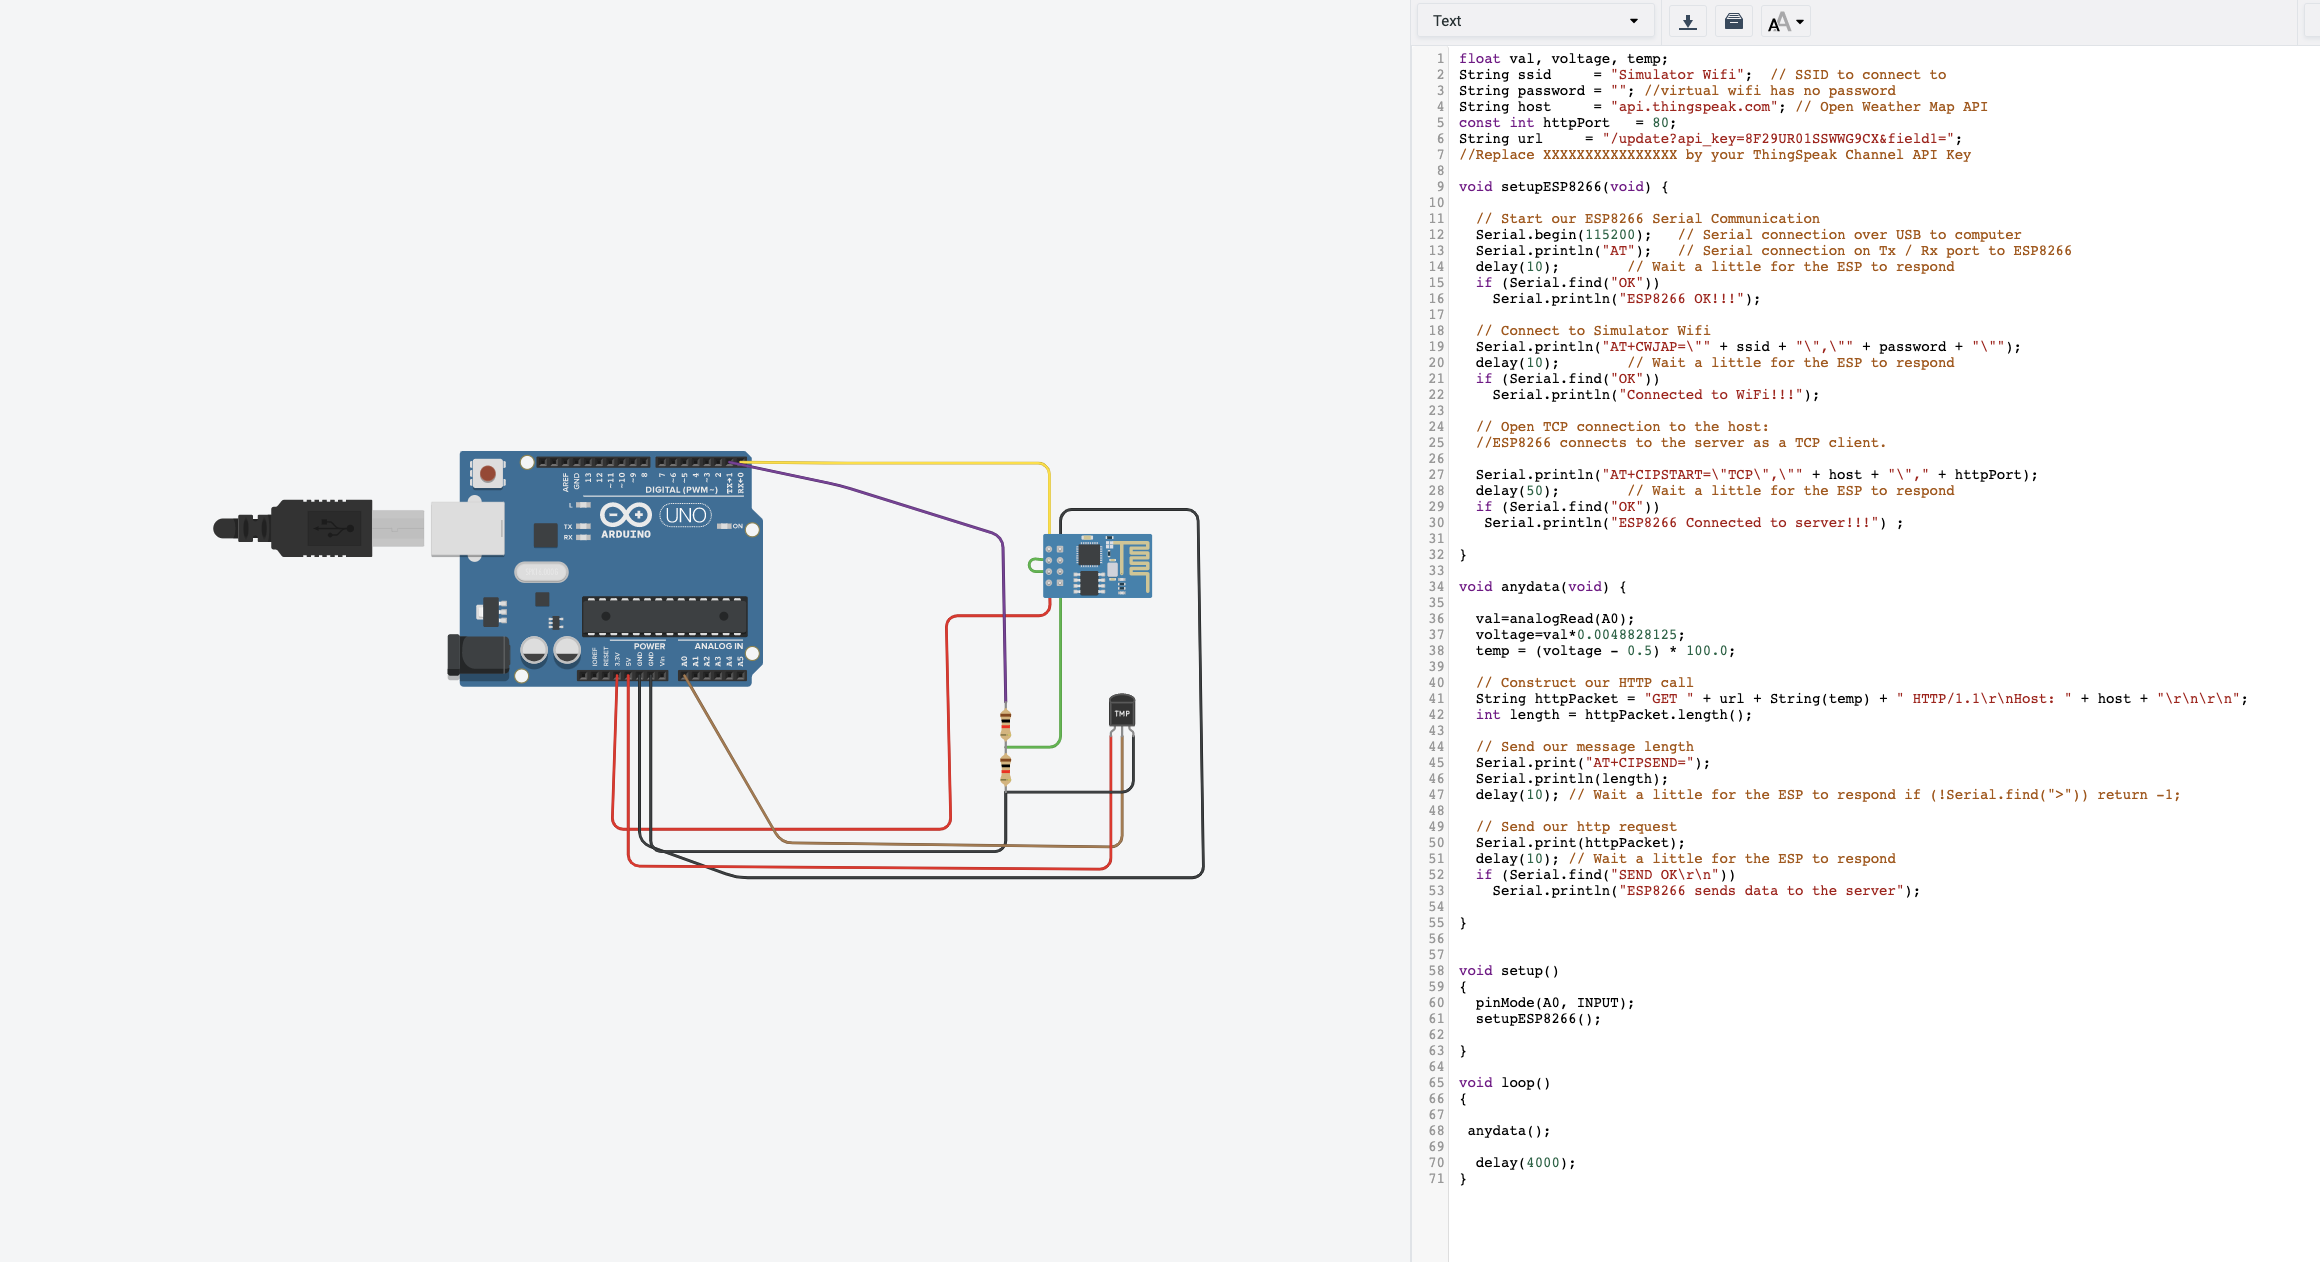 AREF
GND
13
12
~11
~10
~9
8
7
~6
~5
4
~3
2
TX→1
RX←0
DIGITAL (PWM~)
L
TX
RX
UNO
ARDUINO
ON
POWER
ANALOG IN
IOREF
RESET
3.3V
5V
GND
GND
Vin
A0
A1
A2
A3
A4
A5
TMP
Text
AA
1 float val, voltage, temp;
2 String ssid     = "Simulator Wifi";  // SSID to connect to
3 String password = ""; //virtual wifi has no password
4 String host     = "api.thingspeak.com"; // Open Weather Map API
5 const int httpPort   = 80;
6 String url     = "/update?api_key=8F29UR01SSWWG9CX&field1=";
7 //Replace XXXXXXXXXXXXXXXX by your ThingSpeak Channel API Key
8
9 void setupESP8266(void) {
10
11   // Start our ESP8266 Serial Communication
12   Serial.begin(115200);   // Serial connection over USB to computer
13   Serial.println("AT");   // Serial connection on Tx / Rx port to ESP8266
14   delay(10);        // Wait a little for the ESP to respond
15   if (Serial.find("OK"))
16     Serial.println("ESP8266 OK!!!");
17
18   // Connect to Simulator Wifi
19   Serial.println("AT+CWJAP=\"" + ssid + "\",\"" + password + "\"");
20   delay(10);        // Wait a little for the ESP to respond
21   if (Serial.find("OK"))
22     Serial.println("Connected to WiFi!!!");
23
24   // Open TCP connection to the host:
25   //ESP8266 connects to the server as a TCP client.
26
27   Serial.println("AT+CIPSTART=\"TCP\",\"" + host + "\"," + httpPort);
28   delay(50);        // Wait a little for the ESP to respond
29   if (Serial.find("OK"))
30    Serial.println("ESP8266 Connected to server!!!") ;
31
32 }
33
34 void anydata(void) {
35
36   val=analogRead(A0);
37   voltage=val*0.0048828125;
38   temp = (voltage - 0.5) * 100.0;
39
40   // Construct our HTTP call
41   String httpPacket = "GET " + url + String(temp) + " HTTP/1.1\r\nHost: " + host + "\r\n\r\n";
42   int length = httpPacket.length();
43
44   // Send our message length
45   Serial.print("AT+CIPSEND=");
46   Serial.println(length);
47   delay(10); // Wait a little for the ESP to respond if (!Serial.find(">")) return -1;
48
49   // Send our http request
50   Serial.print(httpPacket);
51   delay(10); // Wait a little for the ESP to respond
52   if (Serial.find("SEND OK\r\n"))
53     Serial.println("ESP8266 sends data to the server");
54
55 }
56
57
58 void setup()
59 {
60   pinMode(A0, INPUT);
61   setupESP8266();
62
63 }
64
65 void loop()
66 {
67
68  anydata();
69
70   delay(4000);
71 }